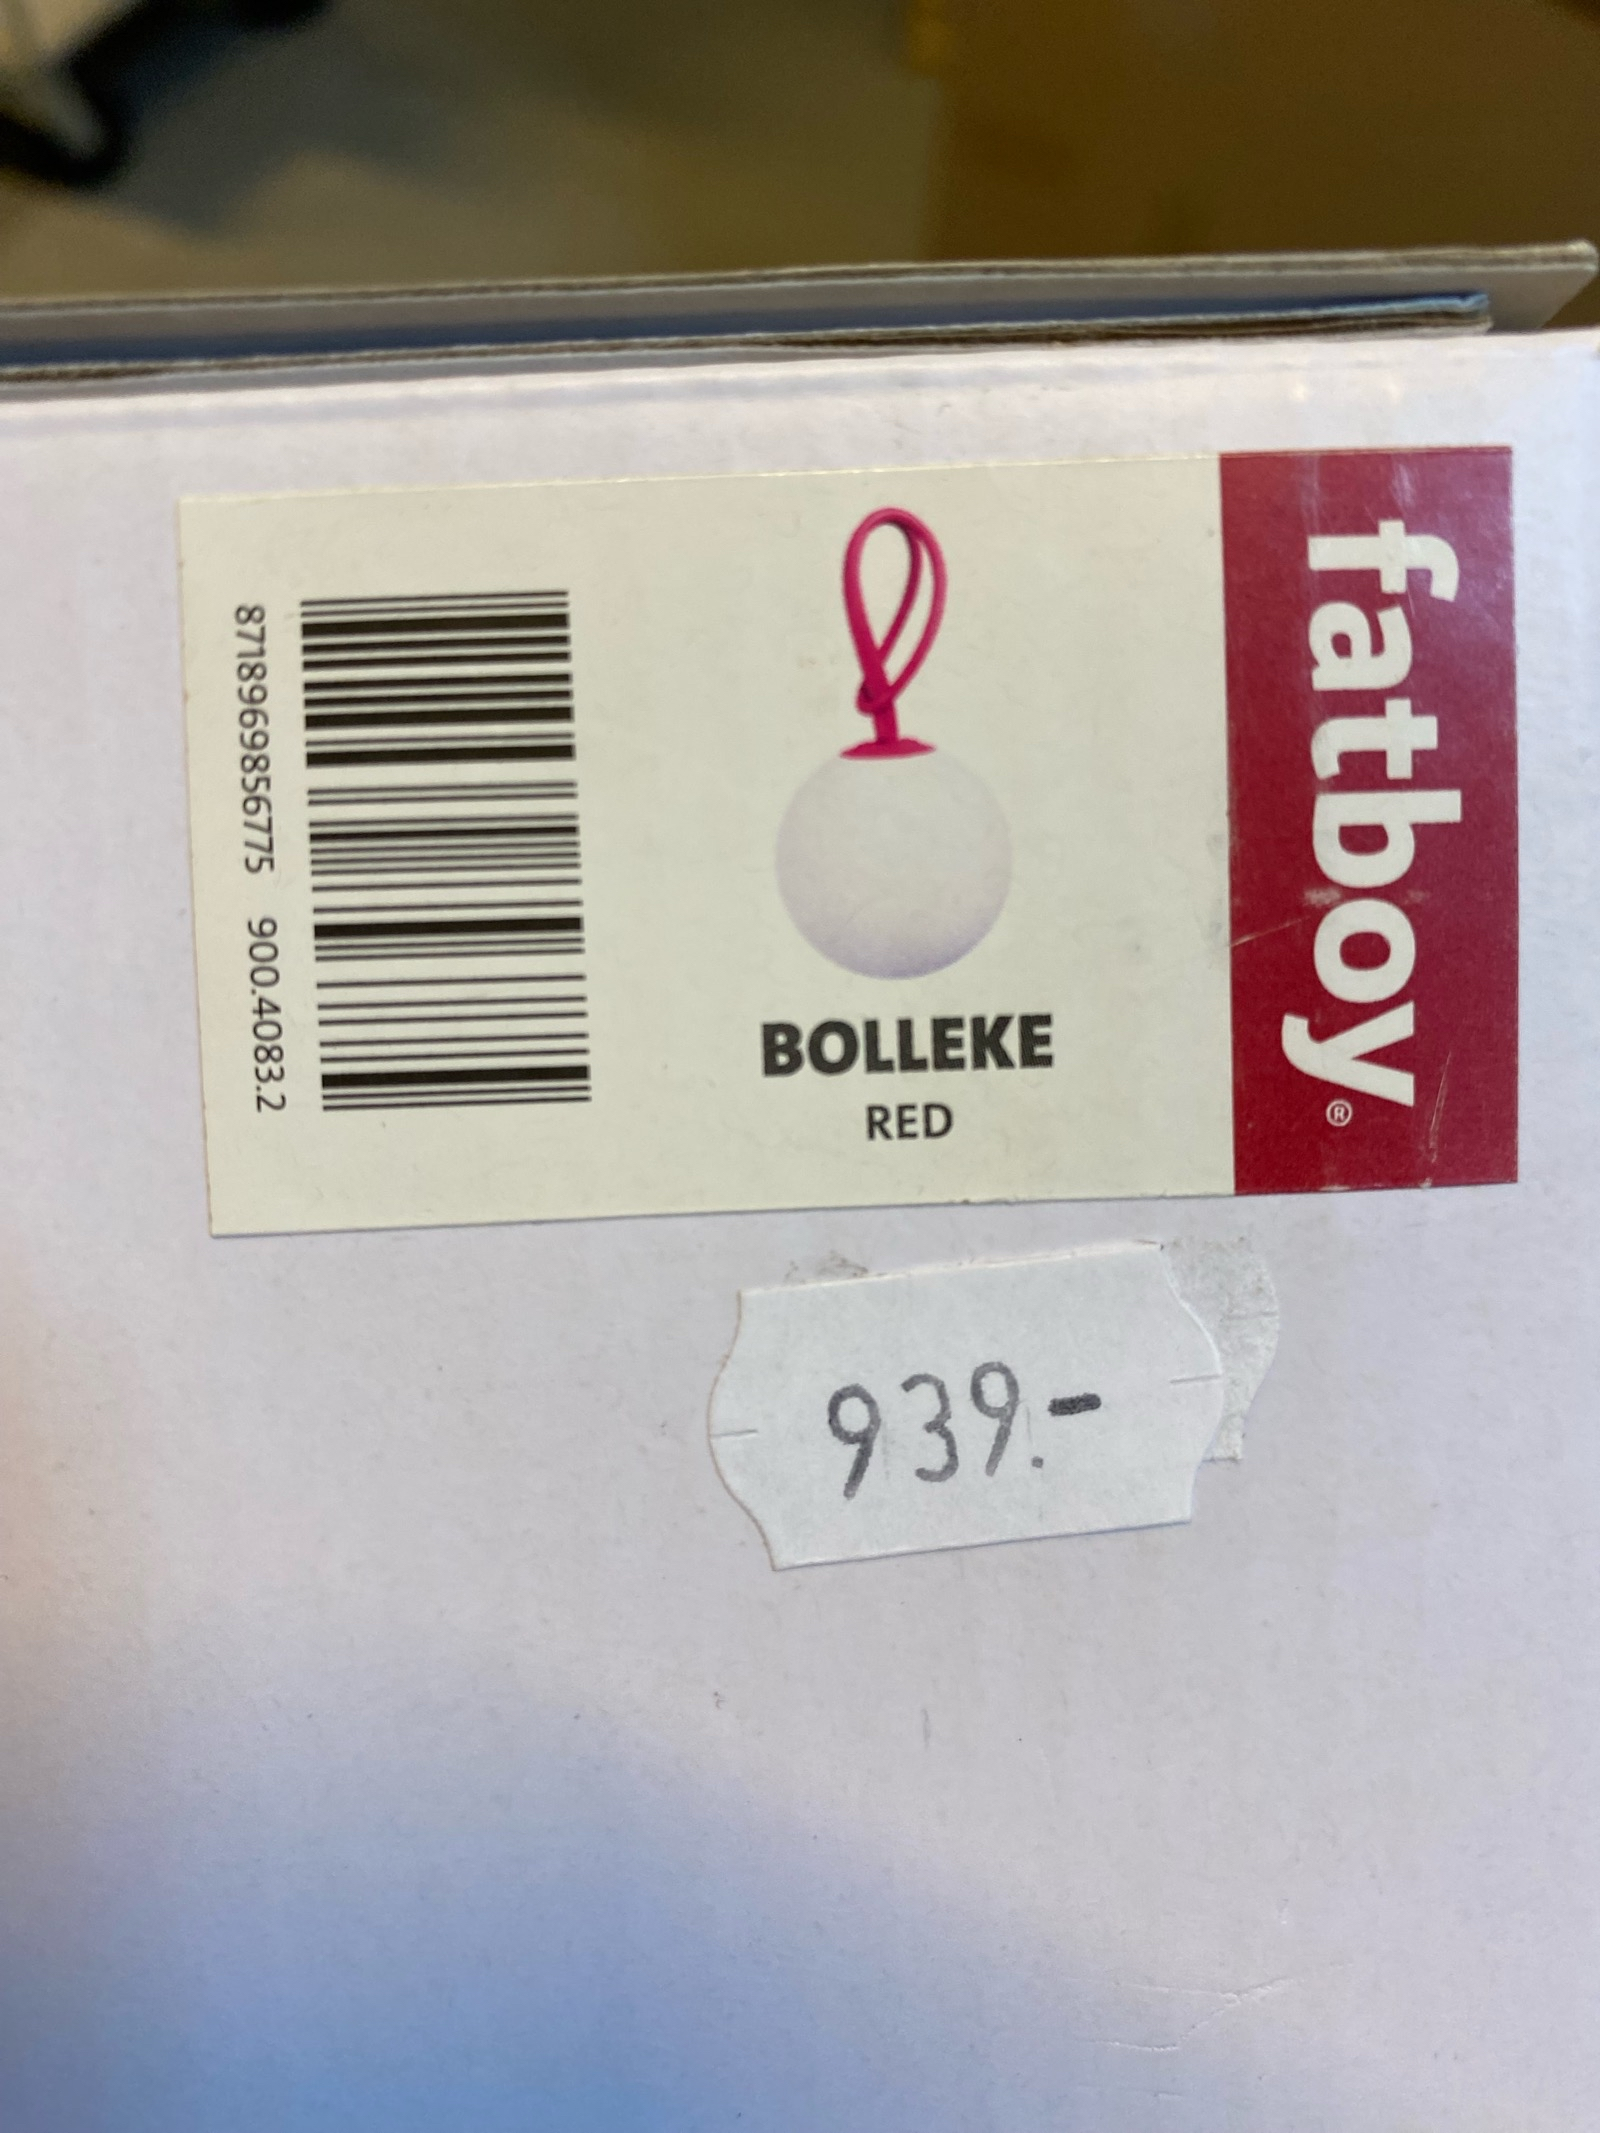 fatboy®
BOLLEKE
RED
8718969856775 900.4083.2
939.-